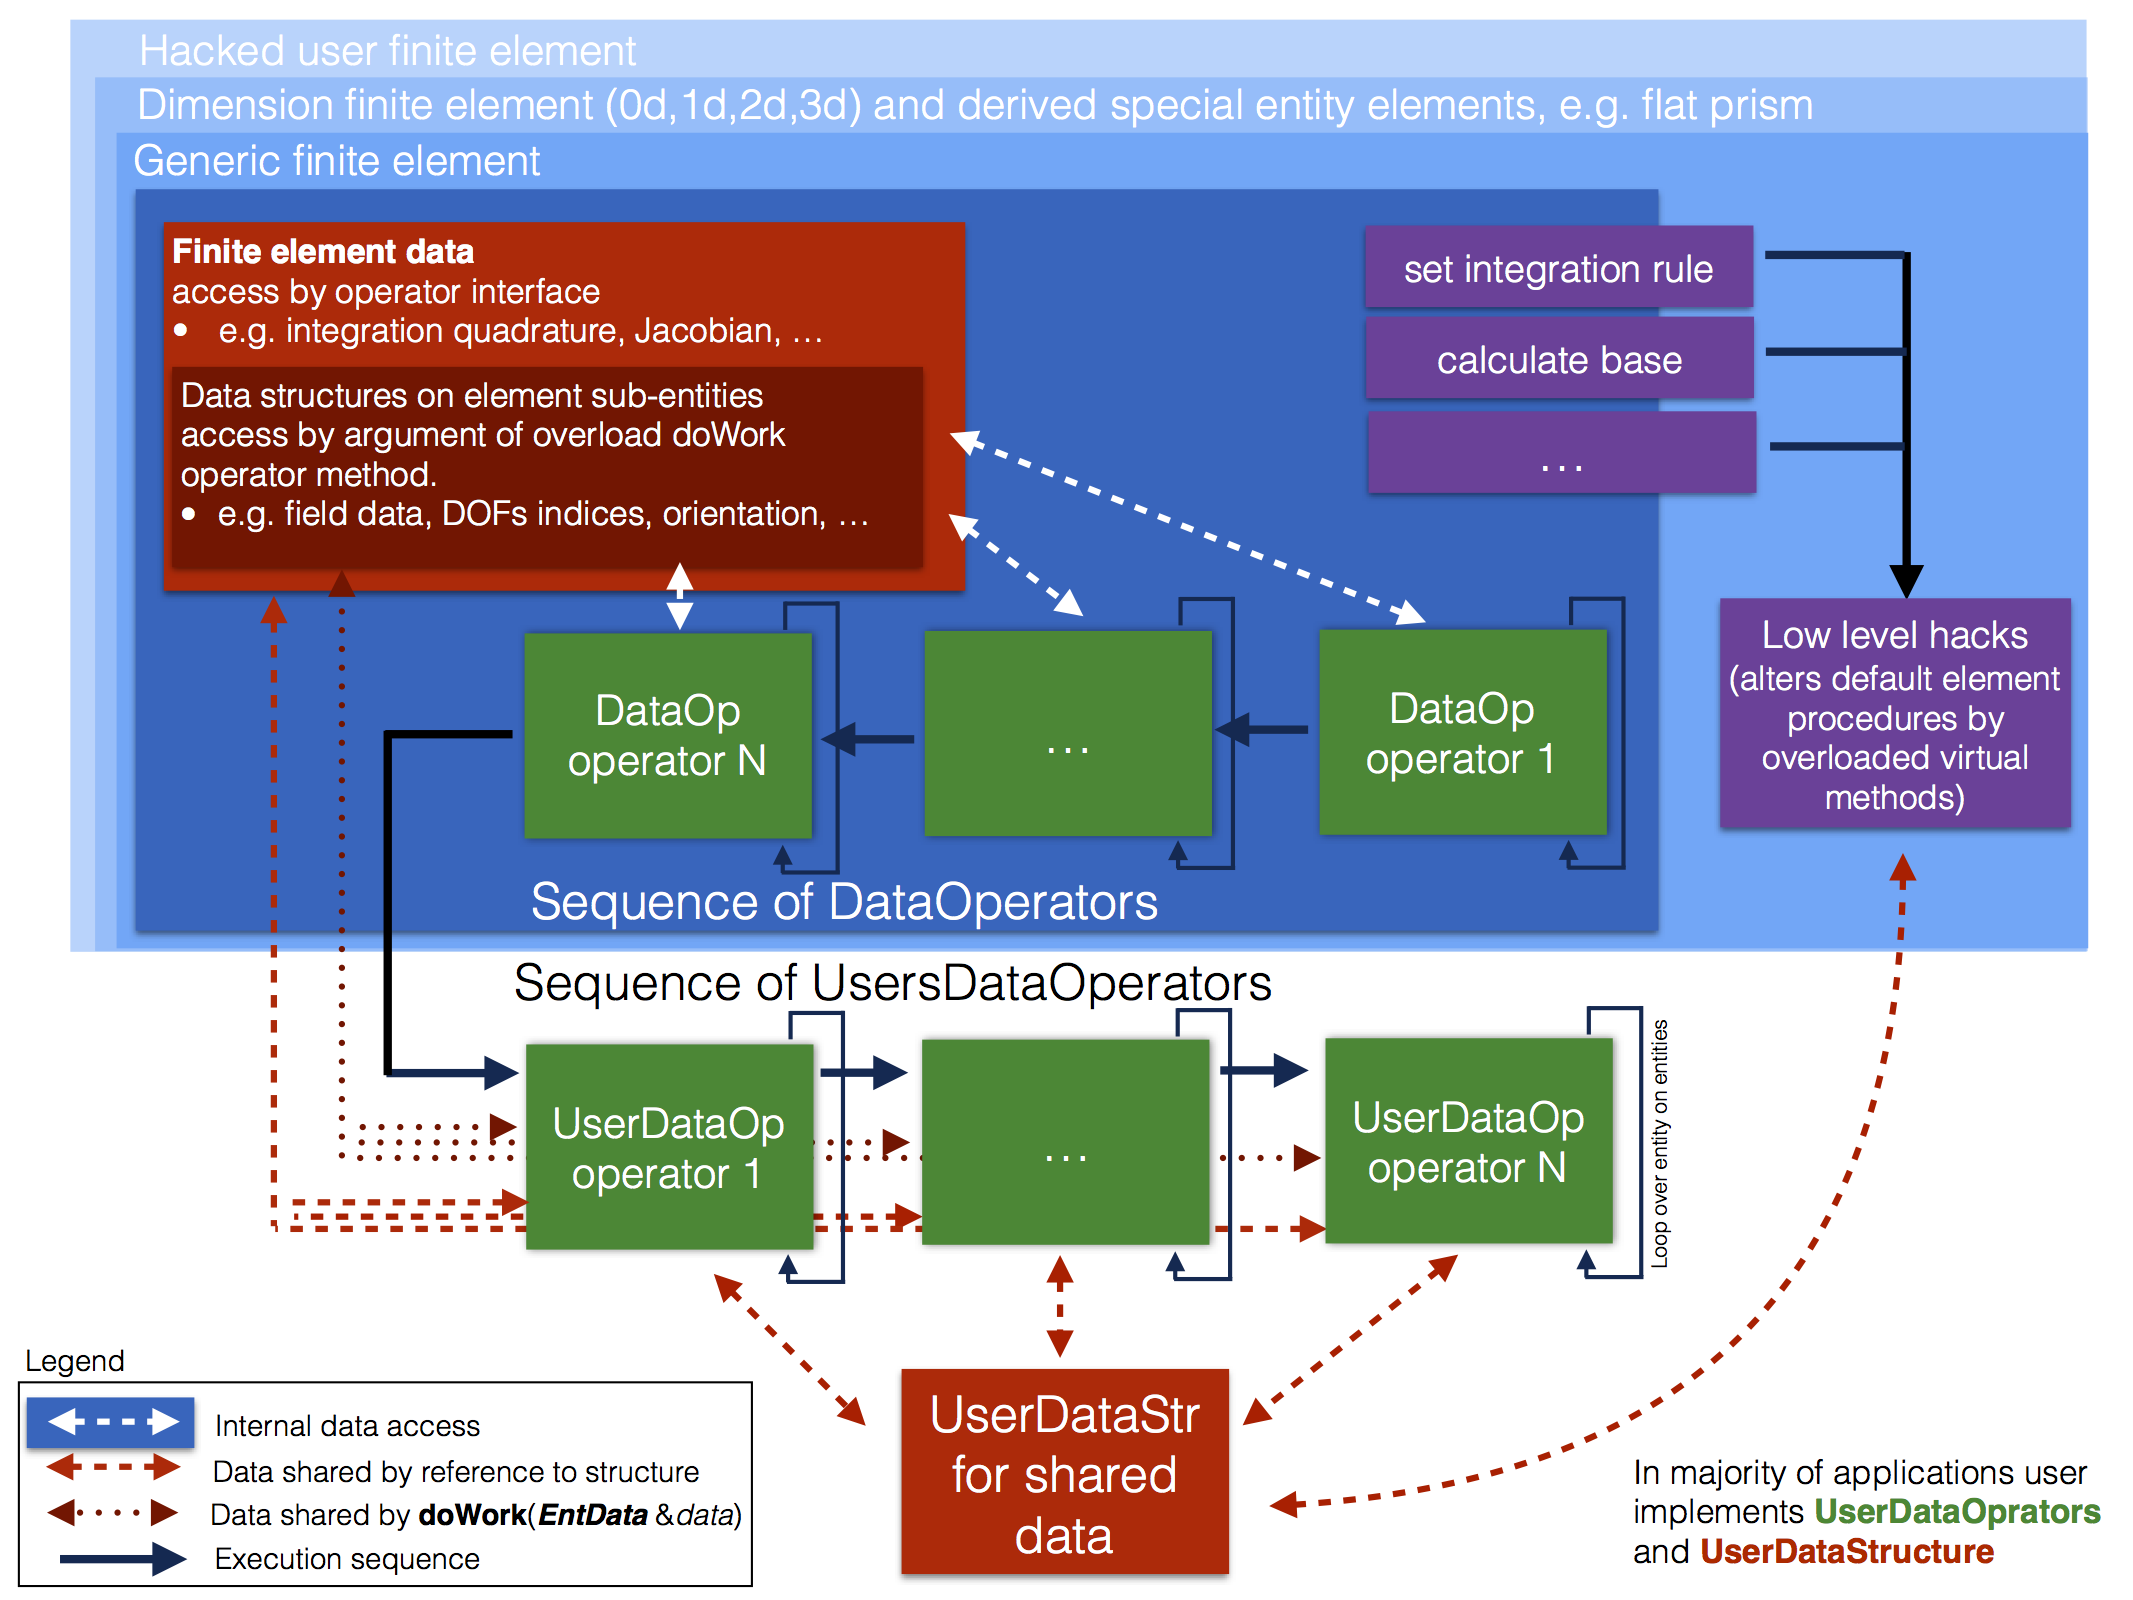 Hacked user finite element
Dimension finite element (0d,1d,2d,3d) and derived special entity elements, e.g. flat prism
Generic finite element
Finite element data
access by operator interface
• e.g. integration quadrature, Jacobian, …
Data structures on element sub-entities
access by argument of overload doWork
operator method.
• e.g. field data, DOFs indices, orientation, …
set integration rule
calculate base
…
Low level hacks
(alters default element
procedures by
overloaded virtual
methods)
DataOp
operator N
…
DataOp
operator 1
Sequence of DataOperators
Sequence of UsersDataOperators
UserDataOp
operator 1
…
UserDataOp
operator N
Loop over entity on entities
UserDataStr
for shared
data
Legend
Internal data access
Data shared by reference to structure
Data shared by doWork(EntData &data)
Execution sequence
In majority of applications user
implements UserDataOprators
and UserDataStructure